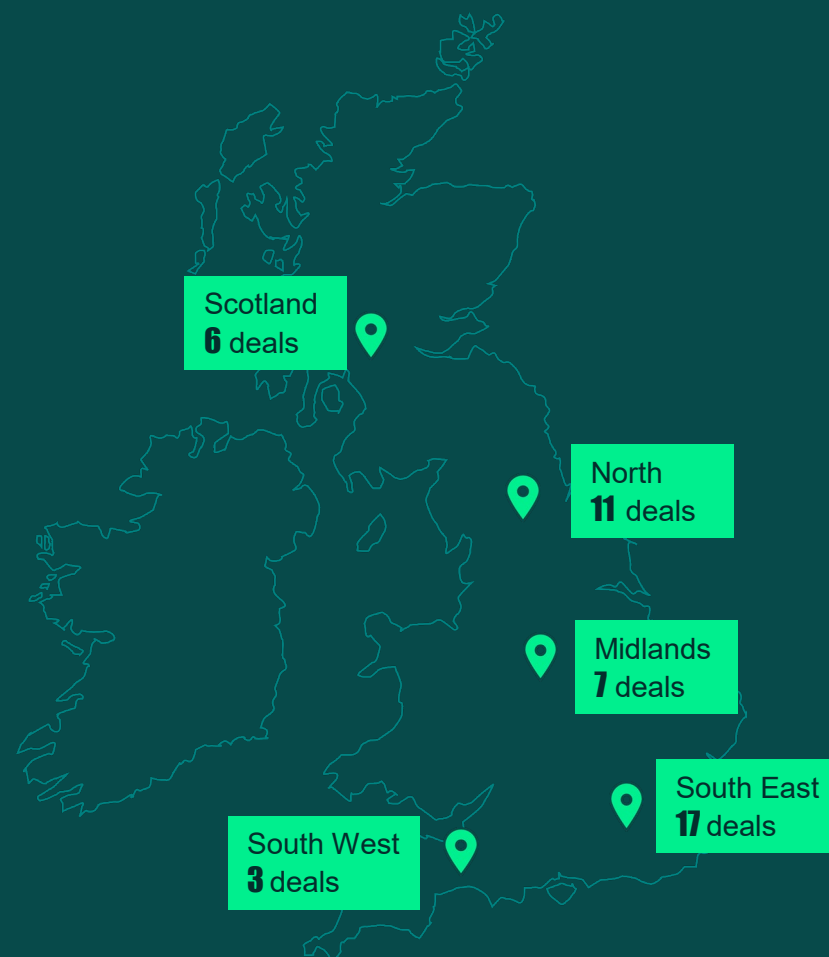 Scotland
6 deals
North
11 deals
Midlands
7 deals
South East
17 deals
South West
3 deals